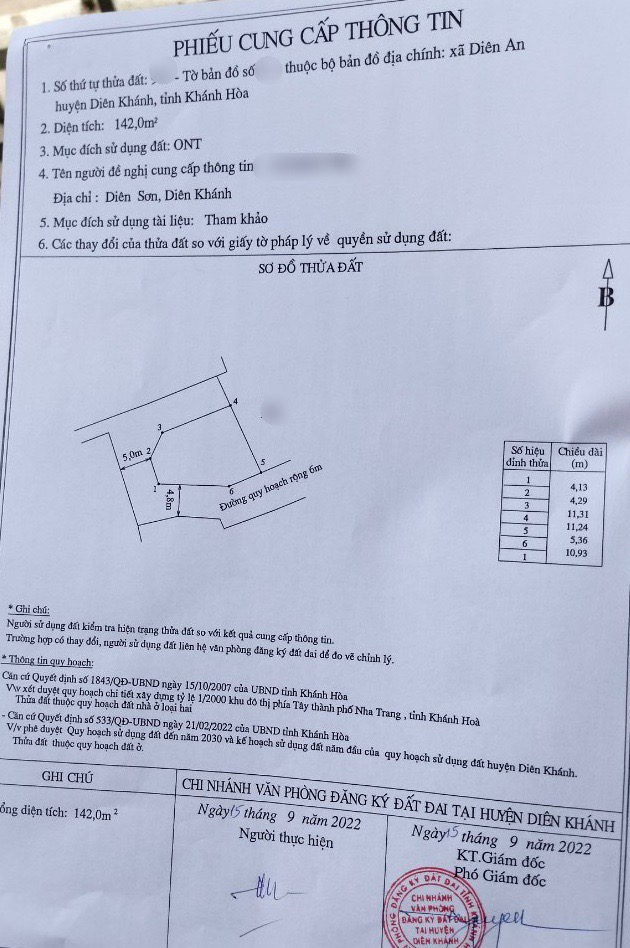 PHIẾU CUNG CẤP THÔNG TIN
1. Số thứ tự thửa đất: - Tờ bản đồ số thuộc bộ bản đồ địa chính: xã Diên An
huyện Diên Khánh, tỉnh Khánh Hòa
2. Diện tích: 142,0m²
3. Mục đích sử dụng đất: ONT
4. Tên người đề nghị cung cấp thông tin
Địa chỉ : Diên Sơn, Diên Khánh
5. Mục đích sử dụng tài liệu: Tham khảo
6. Các thay đổi của thửa đất so với giấy tờ pháp lý về quyền sử dụng đất:
SƠ ĐỒ THỬA ĐẤT
B
4
3
5,0m 2
5
1
4,8m
6
Đường quy hoạch rộng 6m
Số hiệu đỉnh thửa Chiều dài (m)
1
4,13
2
4,29
3
11,31
4
11,24
5
5,36
6
10,93
1
* Ghi chú:
Người sử dụng đất kiểm tra hiện trạng thửa đất so với kết quả cung cấp thông tin.
Trường hợp có thay đổi, người sử dụng đất liên hệ văn phòng đăng ký đất đai để đo vẽ chỉnh lý.
* Thông tin quy hoạch:
Căn cứ Quyết định số 1843/QĐ-UBND ngày 15/10/2007 của UBND tỉnh Khánh Hòa
V/w xét duyệt quy hoạch chi tiết xây dựng tỷ lệ 1/2000 khu đô thị phía Tây thành phố Nha Trang , tỉnh Khánh Hoà
Thửa đất thuộc quy hoạch đất nhà ở loại hai
- Căn cứ Quyết định số 533/QĐ-UBND ngày 21/02/2022 của UBND tỉnh Khánh Hòa
V/v phê duyệt Quy hoạch sử dụng đất đến năm 2030 và kế hoạch sử dụng đất năm đầu của quy hoạch sử dụng đất huyện Diên Khánh.
Thửa đất thuộc quy hoạch đất ở.
GHI CHÚ
CHI NHÁNH VĂN PHÒNG ĐĂNG KÝ ĐẤT ĐAI TẠI HUYỆN DIÊN KHÁNH
ổng diện tích: 142,0m²
Ngày 15 tháng 9 năm 2022
Người thực hiện
Ngày 15 tháng 9 năm 2022
KT.Giám đốc
Phó Giám đốc
CHI NHÁNH
VĂN PHÒNG
ĐĂNG KÝ ĐẤT ĐAI
TẠI HUYỆN
DIÊN KHÁNH